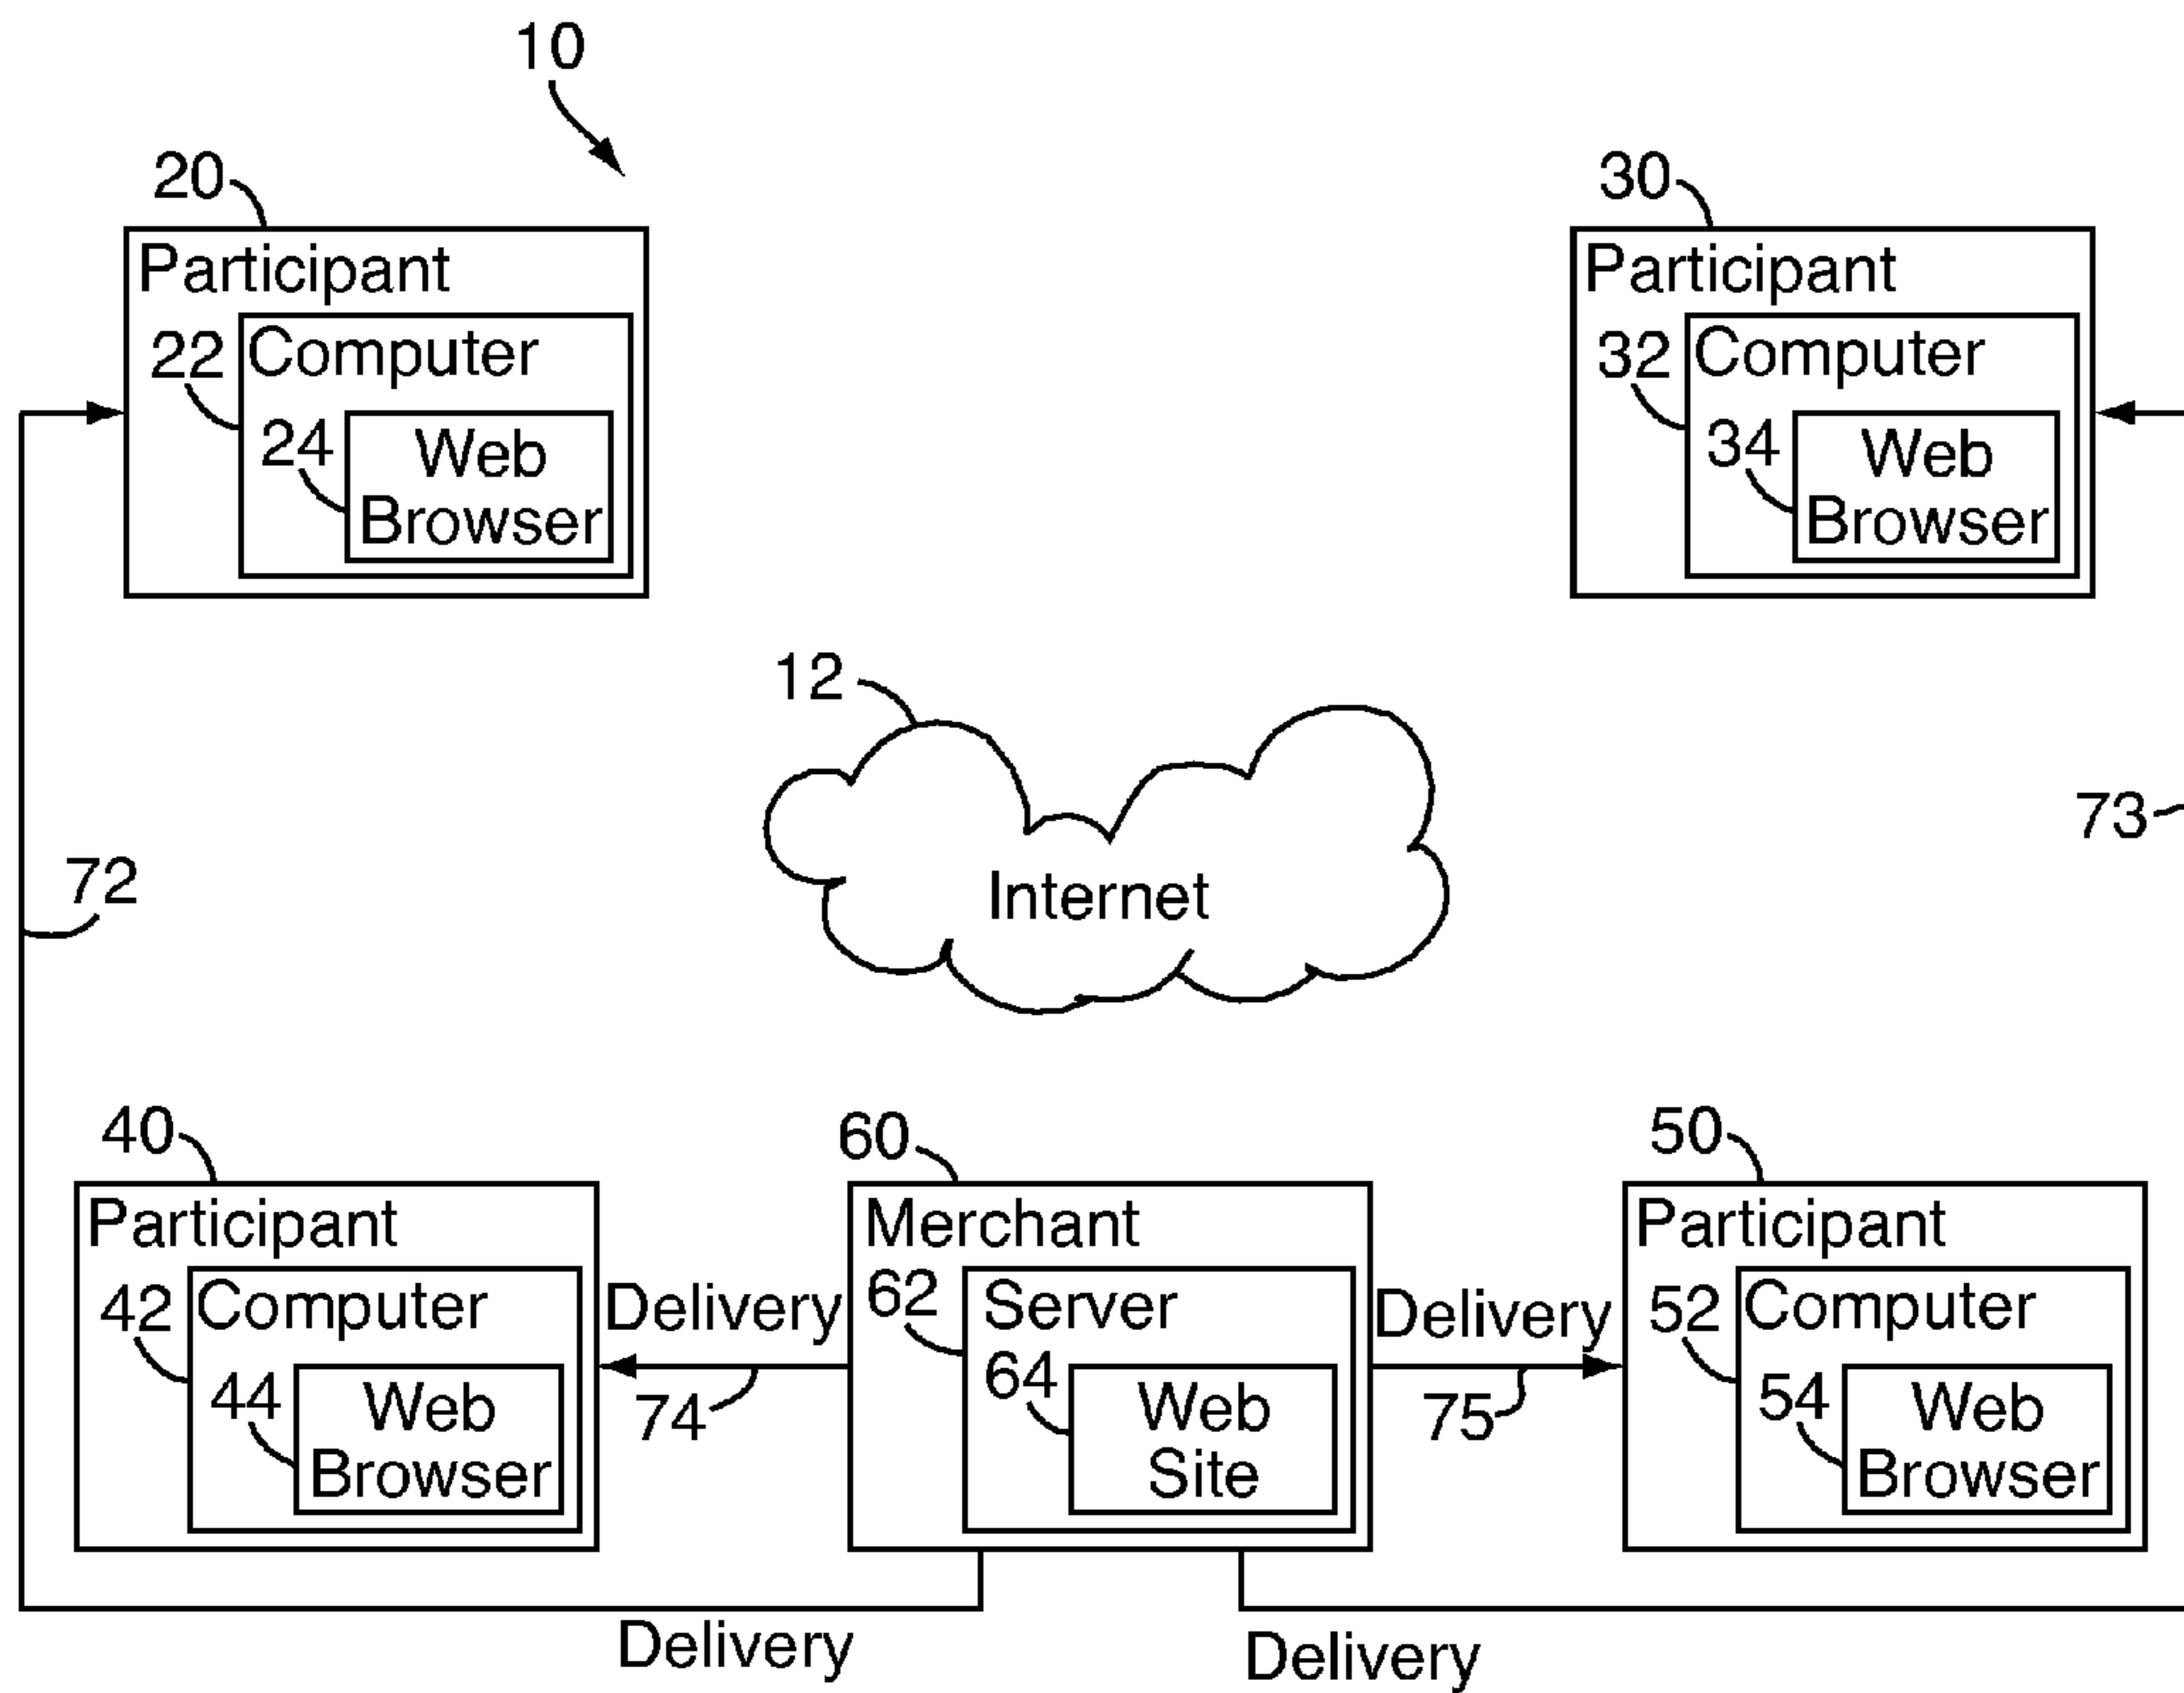 10
20
30
Participant
22
Computer
24
Web
Browser
Participant
32
Computer
34
Web
Browser
12
Internet
72
73
40
60
50
Participant
42
Computer
44
Web
Browser
Delivery
74
Merchant
62
Server
64
Web
Site
Delivery
75
Participant
52
Computer
54
Web
Browser
Delivery
Delivery